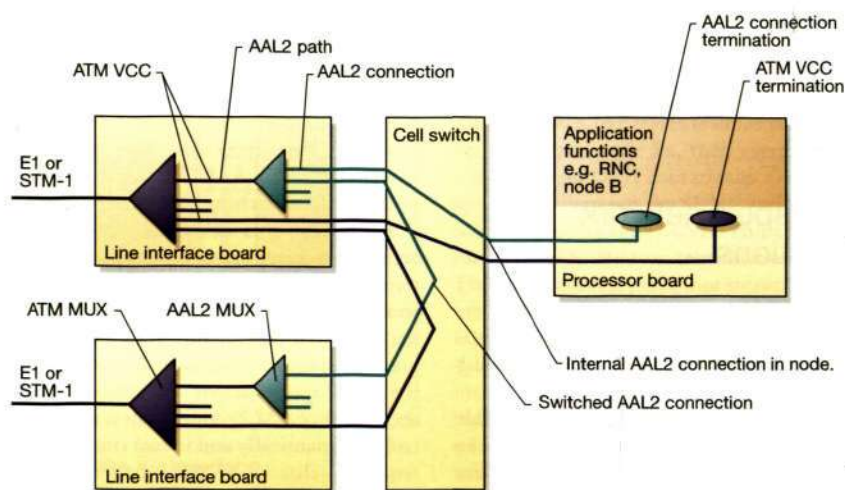 AAL2 path
ATM VCC
AAL2 connection
AAL2 connection
termination
ATM VCC
termination
Cell switch
Application
functions
e.g. RNC,
node B
E1 or
STM-1
Line interface board
Processor board
ATM MUX
AAL2 MUX
E1 or
STM-1
Internal AAL2 connection in node.
Switched AAL2 connection
Line interface board